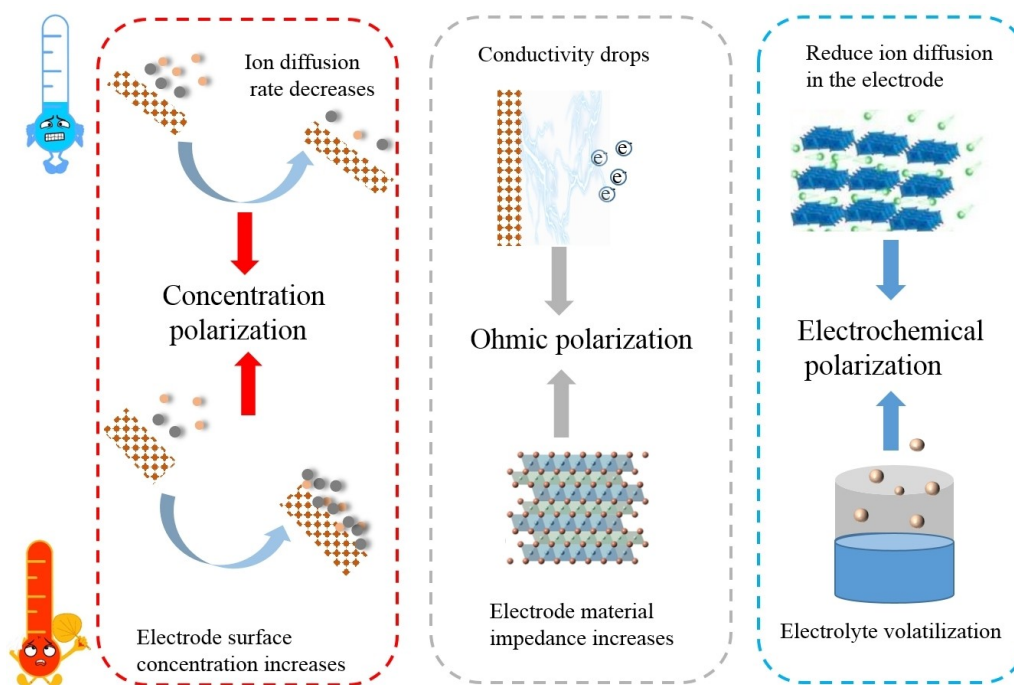 Ion diffusion
rate decreases
Concentration
polarization
Electrode surface
concentration increases
Conductivity drops
e-
e-
e-
e-
e-
Ohmic polarization
Electrode material
impedance increases
Reduce ion diffusion
in the electrode
Electrochemical
polarization
Electrolyte volatilization